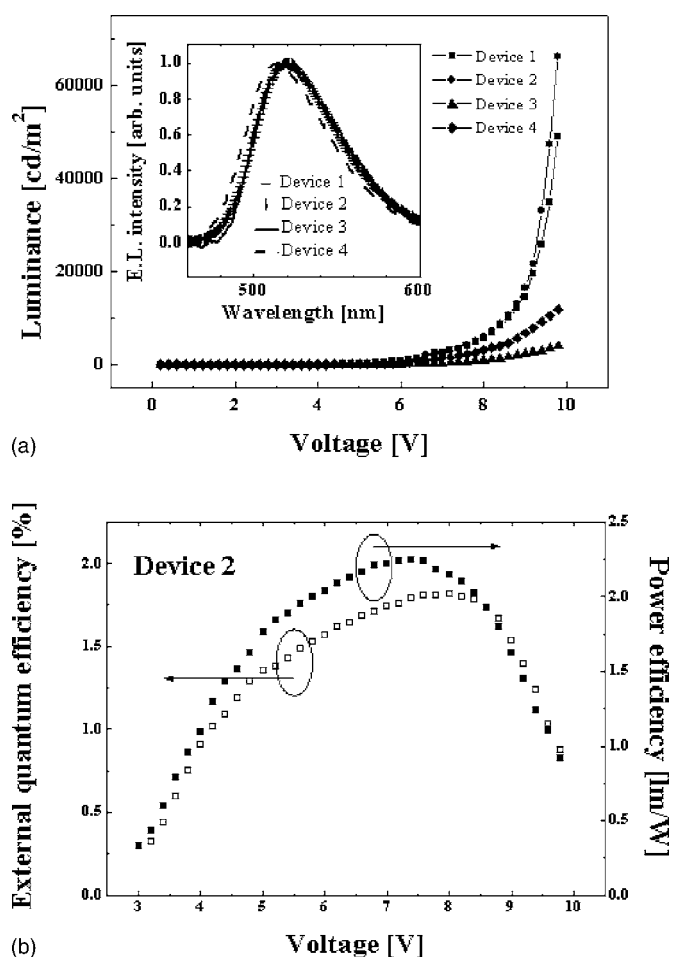 Luminance [cd/m²]
60000
40000
20000
0
E.L. intensity [arb. units]
1.0
0.8
0.6
0.4
0.2
0.0
Device 1
Device 2
Device 3
Device 4
500
600
Wavelength [nm]
Device 1
Device 2
Device 3
Device 4
0
2
4
6
8
10
(a)
Voltage [V]
External quantum efficiency [%]
2.0
1.5
1.0
0.5
0.0
Device 2
2.5
2.0
1.5
1.0
0.5
0.0
Power efficiency [lm/W]
3
4
5
6
7
8
9
10
(b)
Voltage [V]